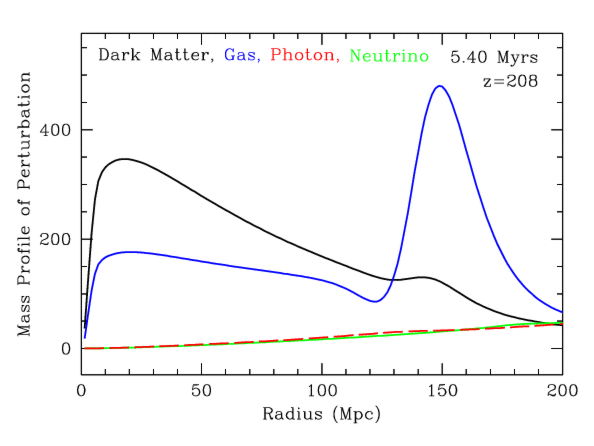 Dark Matter, Gas, Photon, Neutrino 5.40 Myrs
z=208
Mass Profile of Perturbation
400
200
0
0 50 100 150 200
Radius (Mpc)